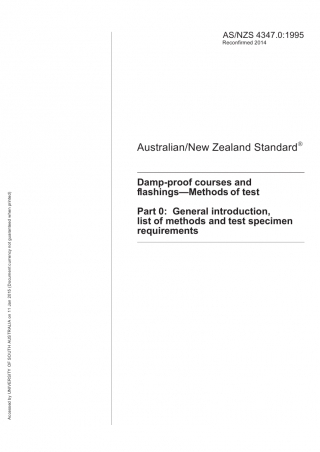 AS/NZS 4347.0:1995
Reconfirmed 2014
Australian/New Zealand Standard®
Damp-proof courses and
flashings—Methods of test
Part 0: General introduction,
list of methods and test specimen
requirements
Accessed by UNIVERSITY OF SOUTH AUSTRALIA on 11 Jan 2015 (Document currency not guaranteed when printed)